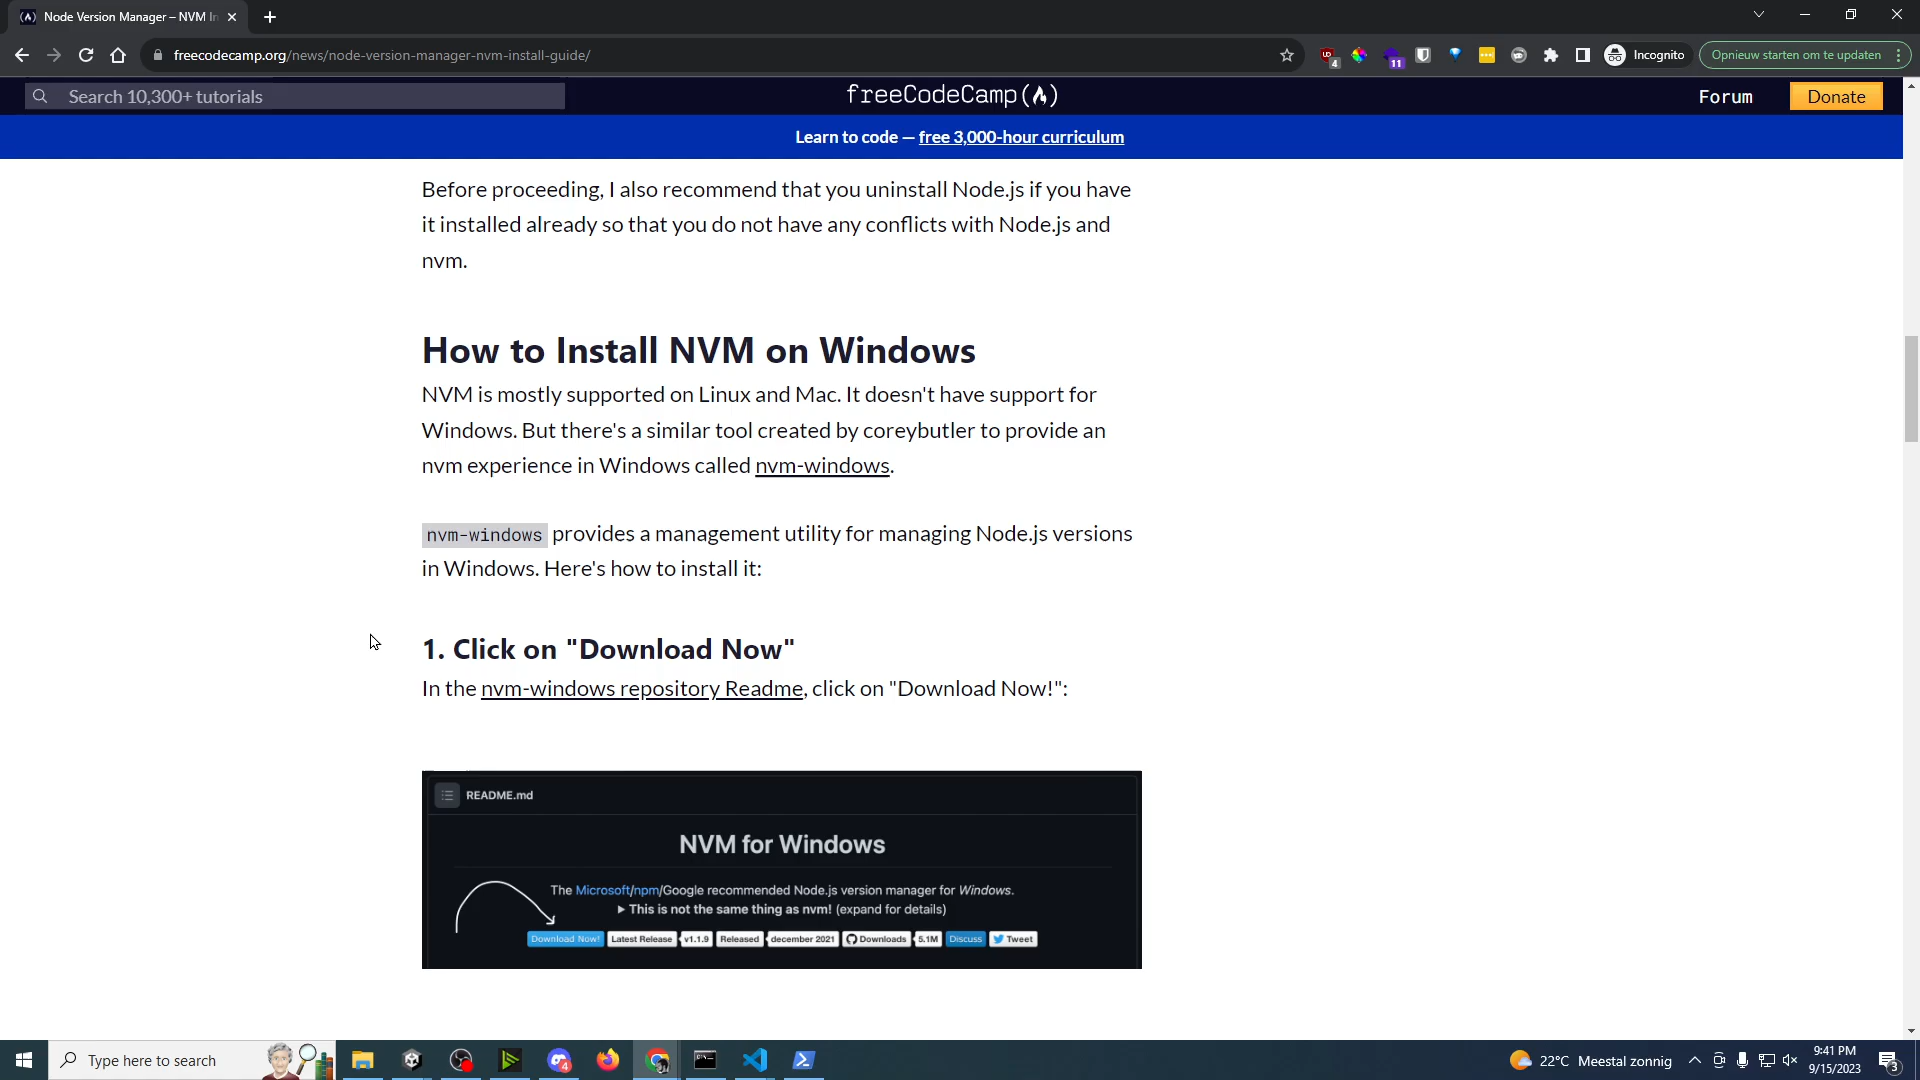 Node Version Manager – NVM In
freecodecamp.org/news/node-version-manager-nvm-install-guide/
4
11
Incognito
Opnieuw starten om te updaten
Search 10,300+ tutorials
freeCodeCamp(
)
Forum
Donate
Learn to code — free 3,000-hour curriculum
Before proceeding, I also recommend that you uninstall Node.js if you have
it installed already so that you do not have any conflicts with Node.js and
nvm.
How to Install NVM on Windows
NVM is mostly supported on Linux and Mac. It doesn't have support for
Windows. But there's a similar tool created by coreybutler to provide an
nvm experience in Windows called nvm-windows.
nvm-windows provides a management utility for managing Node.js versions
in Windows. Here's how to install it:
1. Click on "Download Now"
In the nvm-windows repository Readme, click on "Download Now!":
README.md
NVM for Windows
The Microsoft/npm/Google recommended Node.js version manager for Windows.
This is not the same thing as nvm! (expand for details)
Download Now! Latest Release v1.1.9 Released december 2021 Downloads 5.1M Discuss Tweet
Type here to search
4
22°C Meestal zonnig
9:41 PM
9/15/2023
3